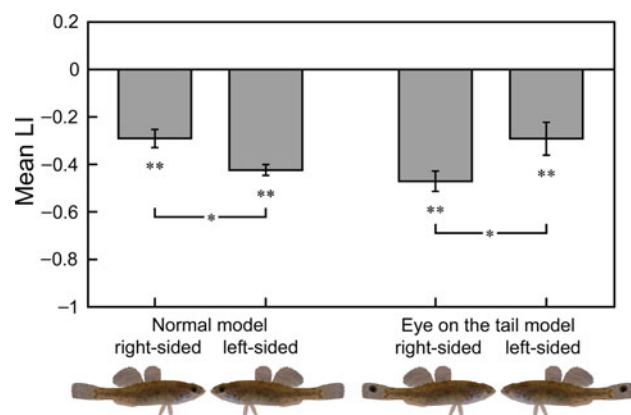 0.2
0
−0.2
−0.4
−0.6
−0.8
−1
Mean LI
**
**
**
**
*
*
Normal model
right-sided left-sided
Eye on the tail model
right-sided left-sided